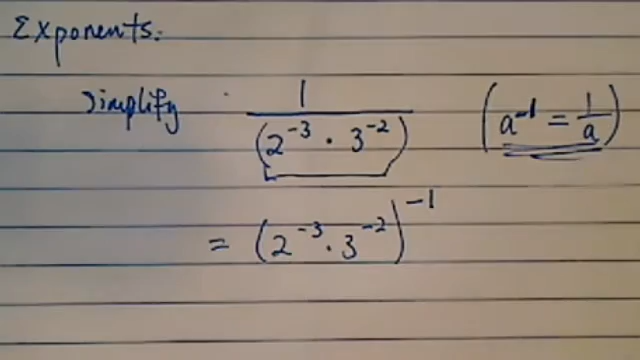 Exponents:
Simplify 1/(2⁻³ · 3⁻²) (a⁻¹ = 1/a)
= (2⁻³ · 3⁻²)⁻¹